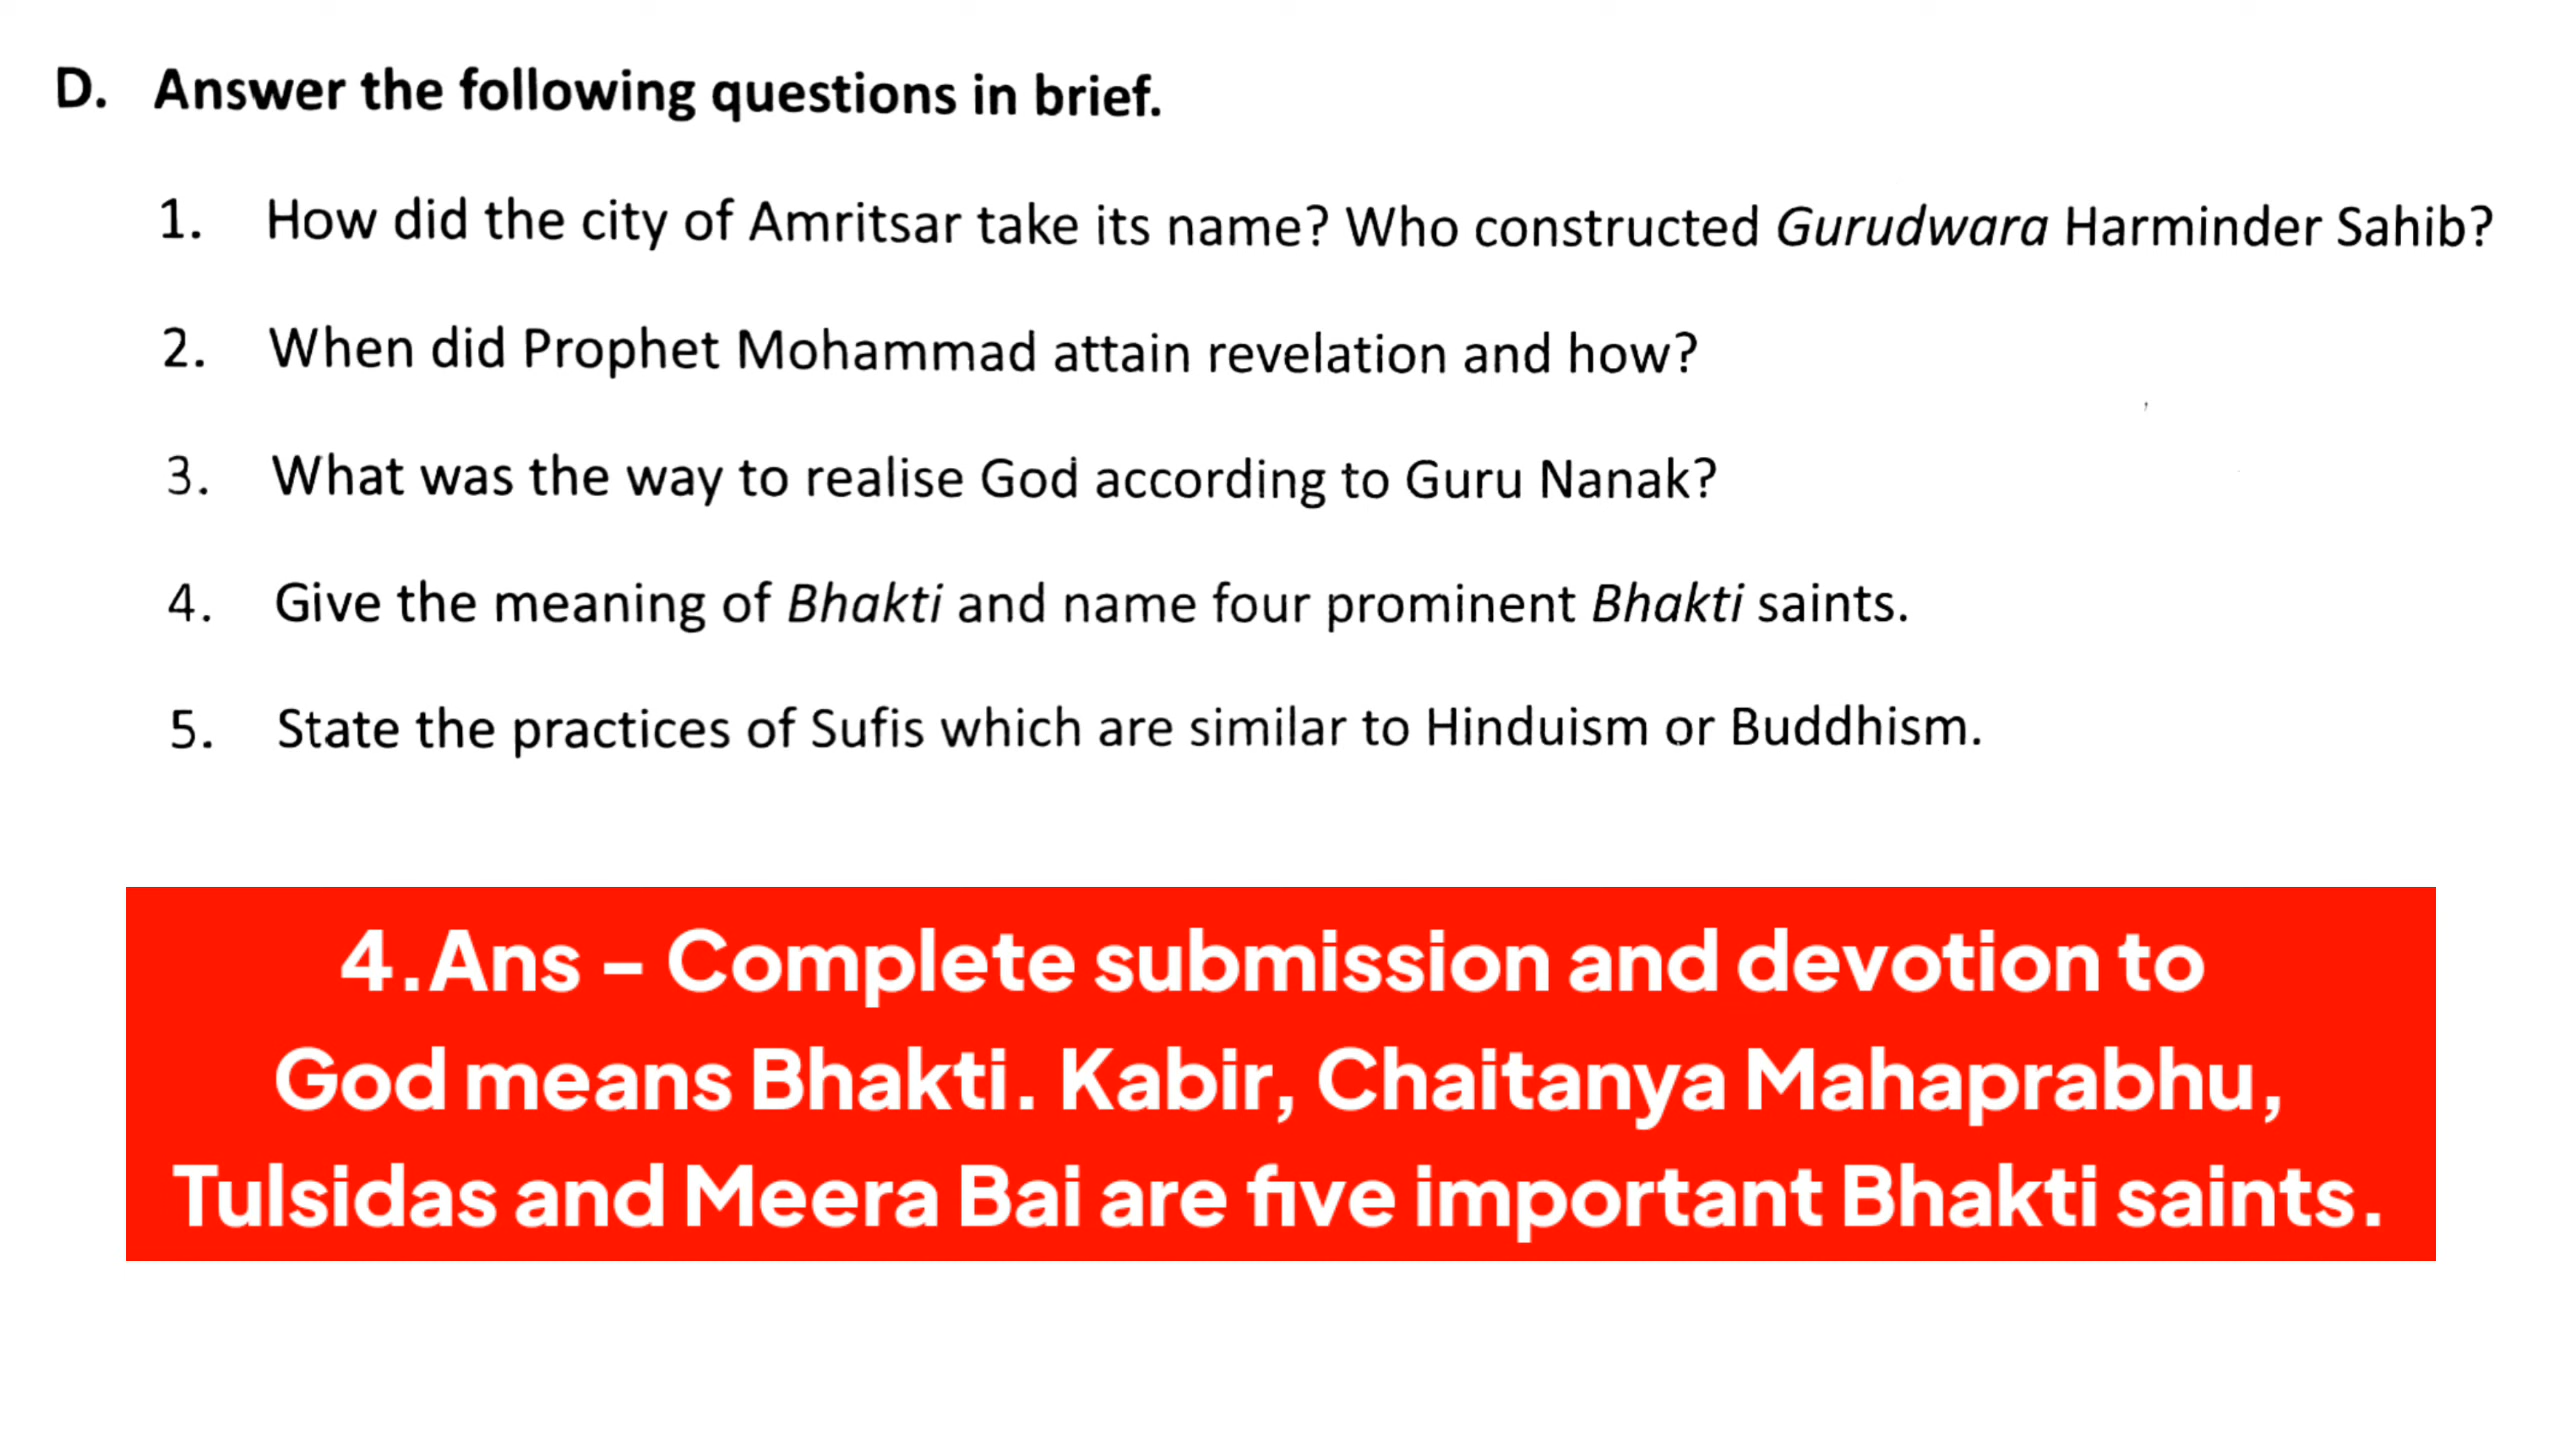 D. Answer the following questions in brief.
1. How did the city of Amritsar take its name? Who constructed Gurudwara Harminder Sahib?
2. When did Prophet Mohammad attain revelation and how?
3. What was the way to realise God according to Guru Nanak?
4. Give the meaning of Bhakti and name four prominent Bhakti saints.
5. State the practices of Sufis which are similar to Hinduism or Buddhism.
4.Ans – Complete submission and devotion to
God means Bhakti. Kabir, Chaitanya Mahaprabhu,
Tulsidas and Meera Bai are five important Bhakti saints.